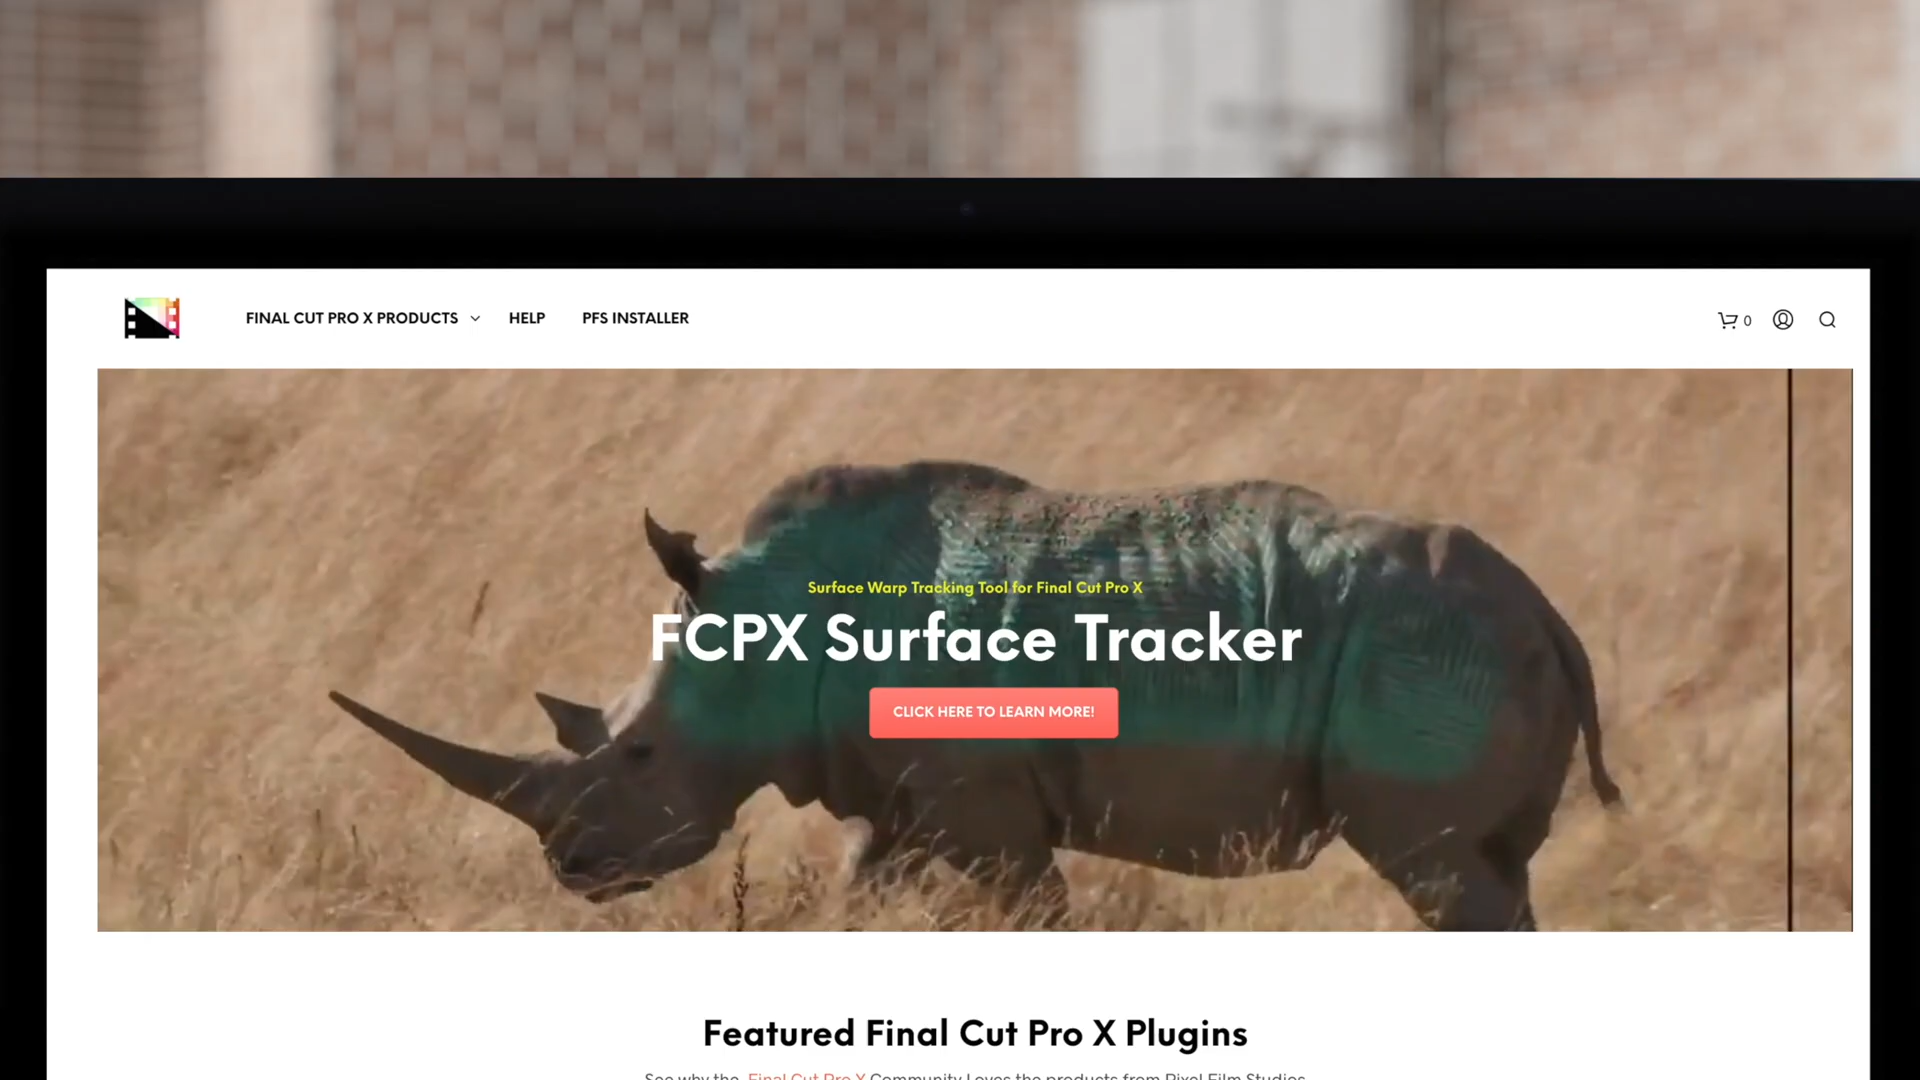 FINAL CUT PRO X PRODUCTS HELP PFS INSTALLER 0
Surface Warp Tracking Tool for Final Cut Pro X
FCPX Surface Tracker
CLICK HERE TO LEARN MORE!
Featured Final Cut Pro X Plugins
See why the Final Cut Pro X Community Loves the products from Pixel Film Studios